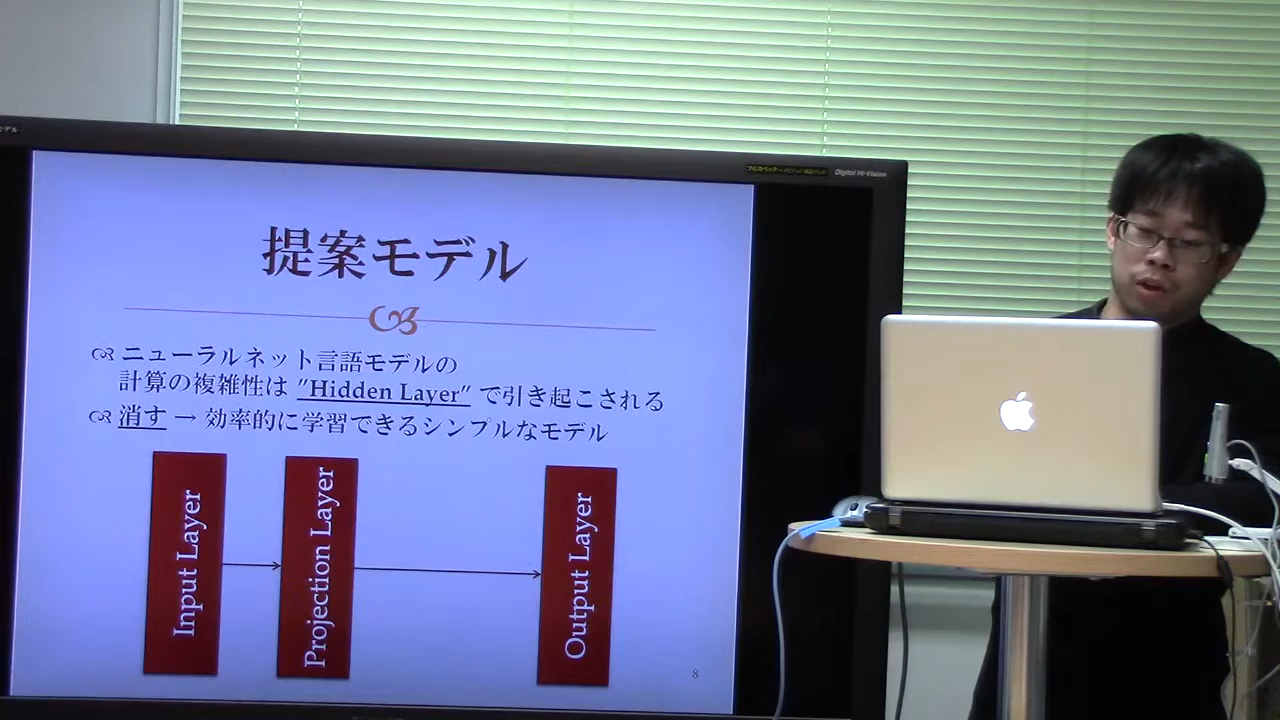 モデル
Digital Hi-Vision
提案モデル
ニューラルネット言語モデルの
計算の複雑性は "Hidden Layer" で引き起こされる
消す → 効率的に学習できるシンプルなモデル
Input Layer
Projection Layer
Output Layer
8